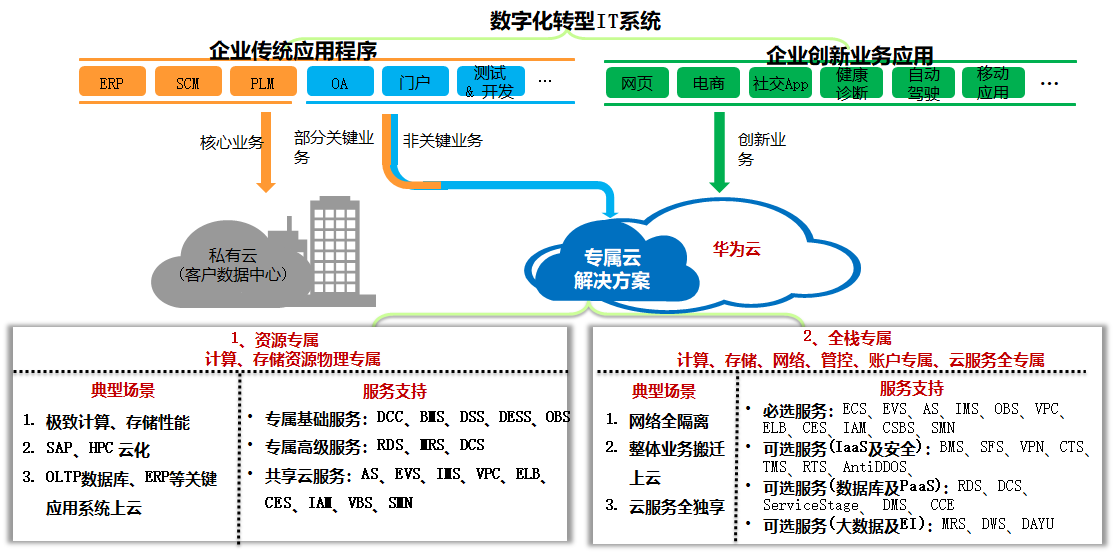 数字化转型IT系统
企业传统应用程序
企业创新业务应用
ERP
SCM
PLM
OA
门户
测试
& 开发
...
网页
电商
社交App
健康
诊断
自动
驾驶
移动
应用
...
核心业务
部分关键业
务
非关键业务
创新业
务
私有云
（客户数据中心）
专属云
解决方案
华为云
1、资源专属
计算、存储资源物理专属
典型场景
1. 极致计算、存储性能
2. SAP、HPC 云化
3. OLTP数据库、ERP等关键
应用系统上云
服务支持
• 专属基础服务：DCC、BMS、DSS、DESS、OBS
• 专属高级服务：RDS、MRS、DCS
• 共享云服务：AS、EVS、IMS、VPC、ELB、
CES、IAM、VBS、SMN
2、全栈专属
计算、存储、网络、管控、账户专属、云服务全专属
典型场景
1. 网络全隔离
2. 整体业务搬迁
上云
3. 云服务全独享
服务支持
• 必选服务：ECS、EVS、AS、IMS、OBS、VPC、
ELB、CES、IAM、CSBS、SMN
• 可选服务(IaaS及安全)：BMS、SFS、VPN、CTS、
TMS、RTS、AntiDDOS、
• 可选服务(数据库及PaaS)：RDS、DCS、
ServiceStage、 DMS、 CCE
• 可选服务(大数据及EI)：MRS、DWS、DAYU